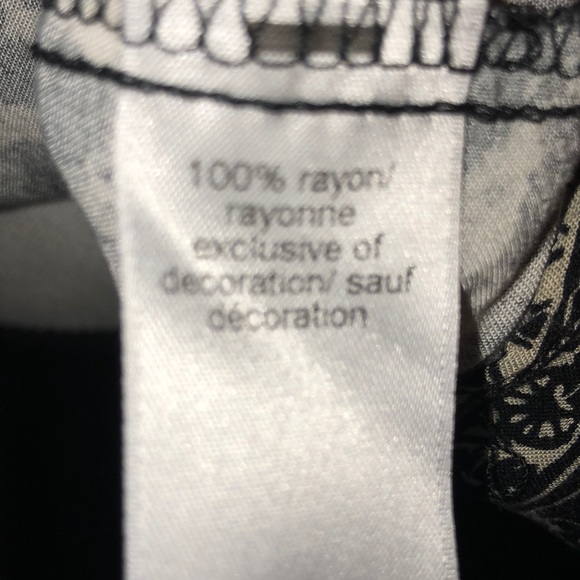 100% rayon/
rayonne
exclusive of
decoration/ sauf
décoration